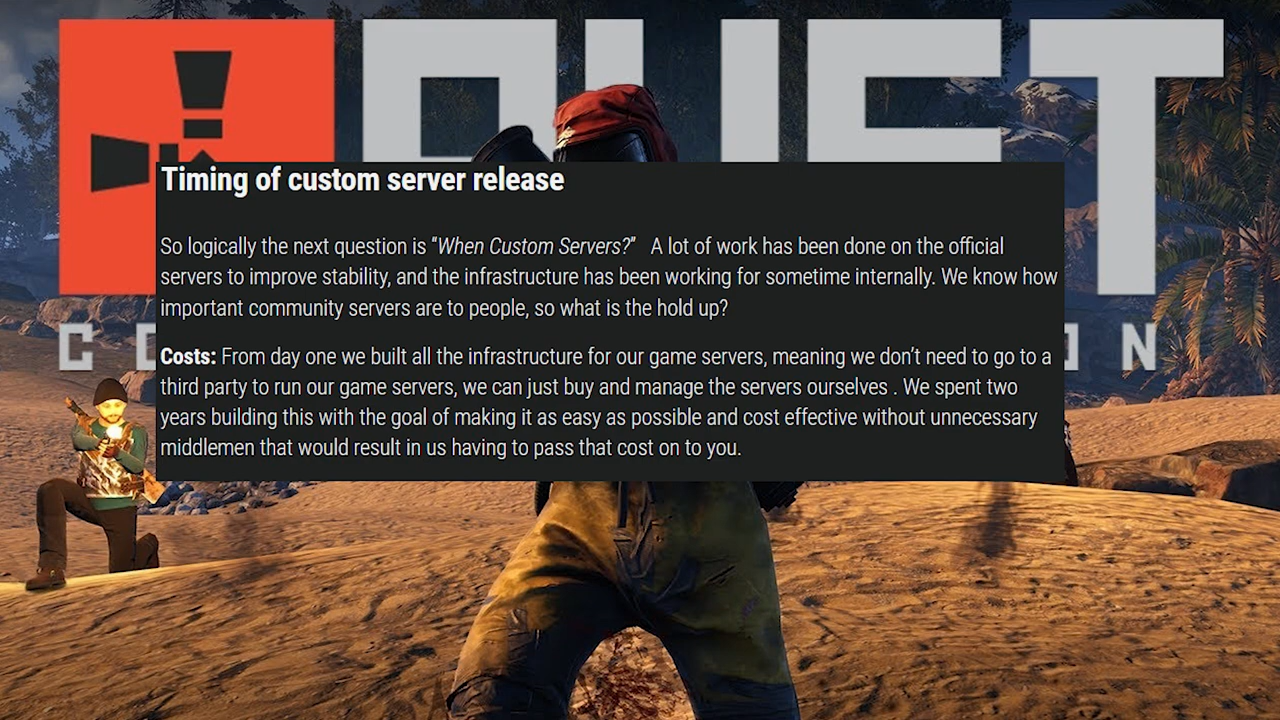 RUST
Timing of custom server release
So logically the next question is "When Custom Servers?"   A lot of work has been done on the official
servers to improve stability, and the infrastructure has been working for sometime internally. We know how
important community servers are to people, so what is the hold up?
Costs: From day one we built all the infrastructure for our game servers, meaning we don't need to go to a
third party to run our game servers, we can just buy and manage the servers ourselves . We spent two
years building this with the goal of making it as easy as possible and cost effective without unnecessary
middlemen that would result in us having to pass that cost on to you.